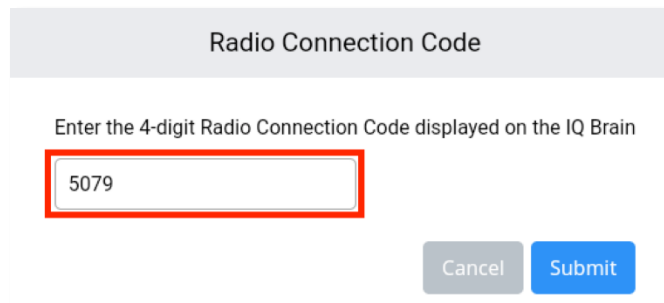 Radio Connection Code
Enter the 4-digit Radio Connection Code displayed on the IQ Brain
5079
Cancel
Submit